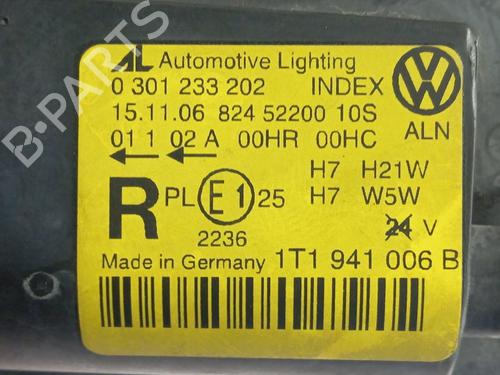 B-PARTS
AL Automotive Lighting
0 301 233 202 INDEX
15.11.06 824 52200 10S
01 1 02 A 00HR 00HC ALN
H7 H21W
R PL E1 25 H7 W5W
2236 24 V
Made in Germany 1T1 941 006 B